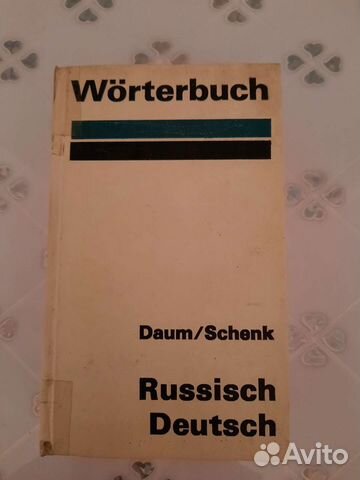 Wörterbuch
Daum/Schenk
Russisch
Deutsch
Avito